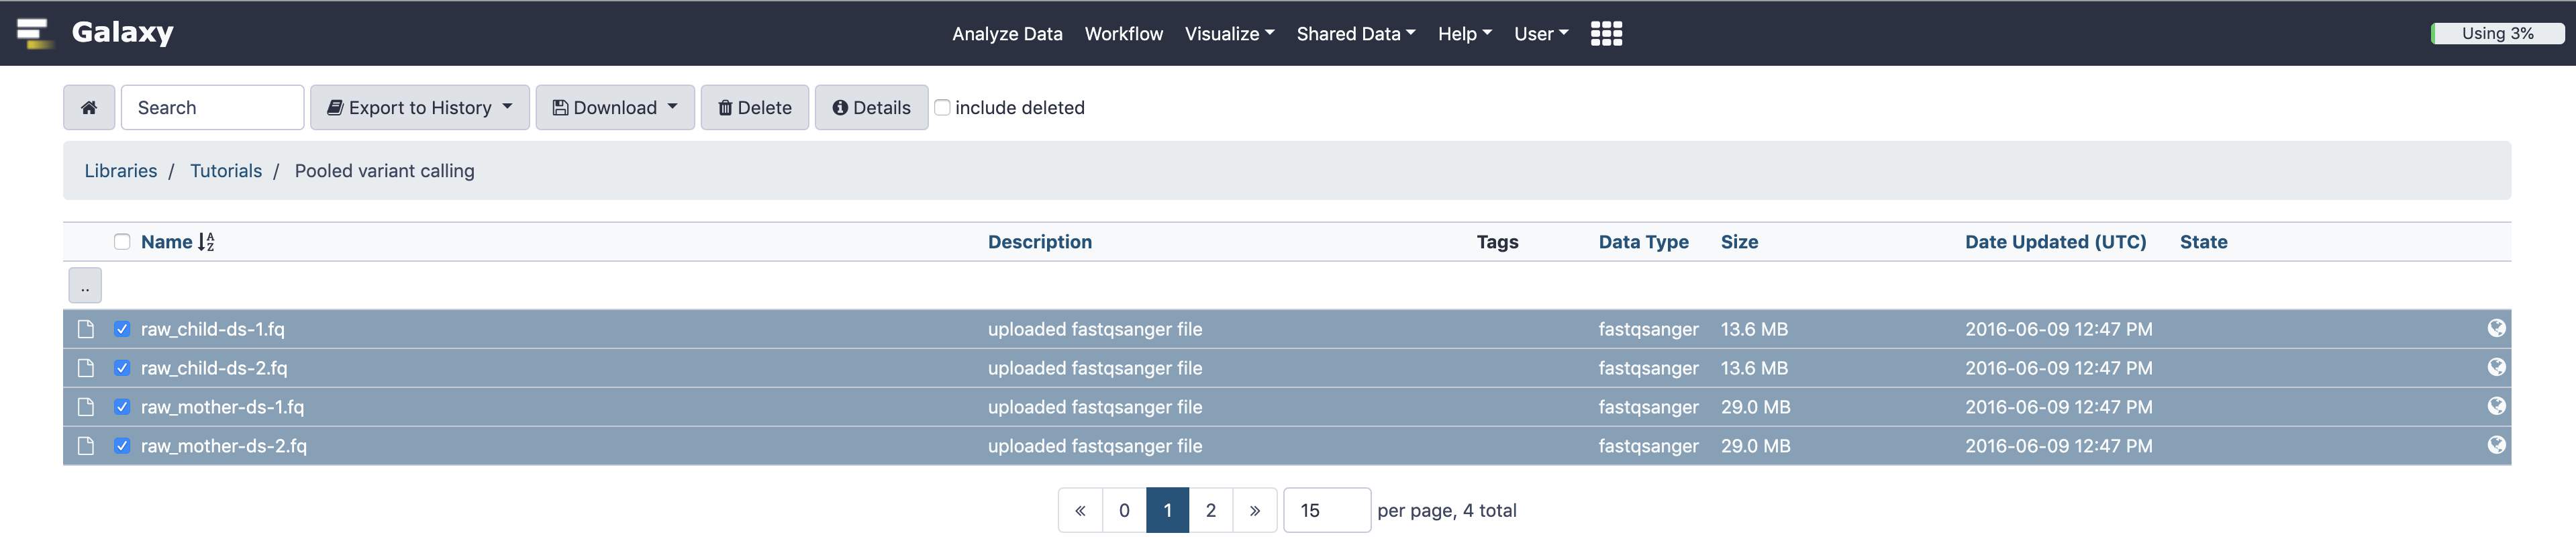 Galaxy Analyze Data Workflow Visualize Shared Data Help User Using 3%
Search Export to History Download Delete Details include deleted
Libraries / Tutorials / Pooled variant calling
Name Description Tags Data Type Size Date Updated (UTC) State
..
raw_child-ds-1.fq uploaded fastqsanger file fastqsanger 13.6 MB 2016-06-09 12:47 PM
raw_child-ds-2.fq uploaded fastqsanger file fastqsanger 13.6 MB 2016-06-09 12:47 PM
raw_mother-ds-1.fq uploaded fastqsanger file fastqsanger 29.0 MB 2016-06-09 12:47 PM
raw_mother-ds-2.fq uploaded fastqsanger file fastqsanger 29.0 MB 2016-06-09 12:47 PM
« 0 1 2 » 15 per page, 4 total